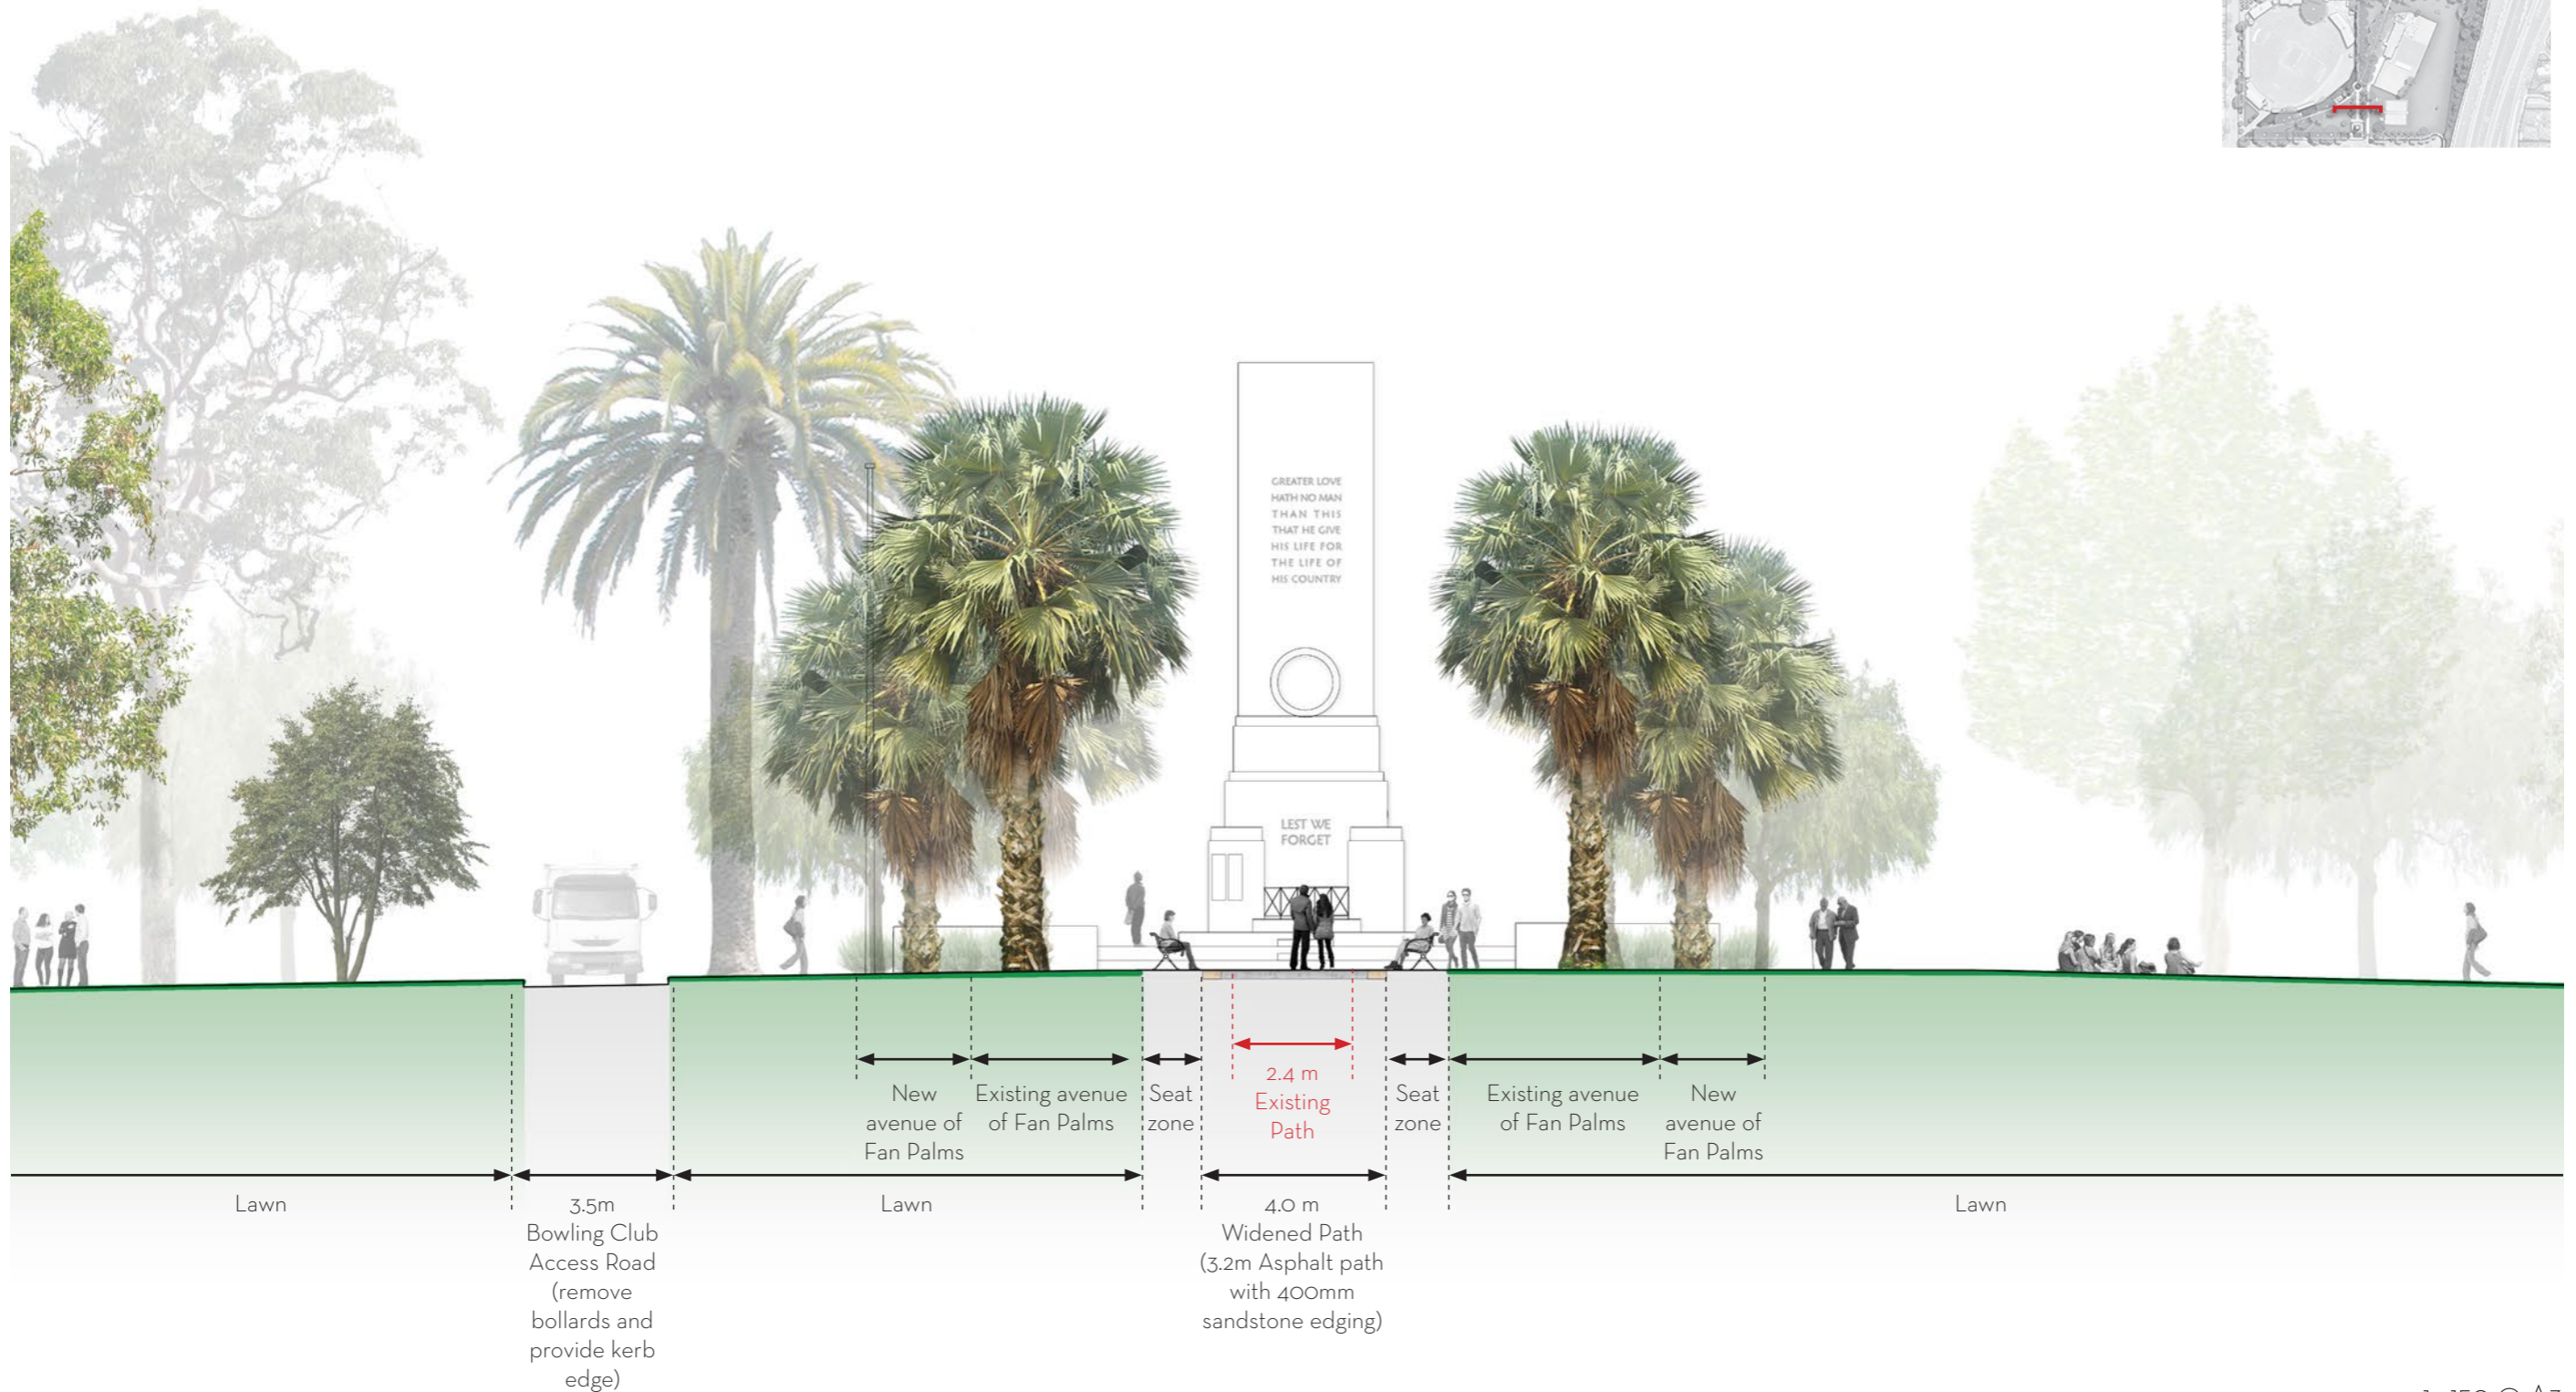 GREATER LOVE
HATH NO MAN
THAN THIS
THAT HE GIVE
HIS LIFE FOR
THE LIFE OF
HIS COUNTRY
LEST WE
FORGET
New
avenue of
Fan Palms
Existing avenue
of Fan Palms
Seat
zone
2.4 m
Existing
Path
Seat
zone
Existing avenue
of Fan Palms
New
avenue of
Fan Palms
Lawn
3.5m
Bowling Club
Access Road
(remove
bollards and
provide kerb
edge)
Lawn
4.0 m
Widened Path
(3.2m Asphalt path
with 400mm
sandstone edging)
Lawn